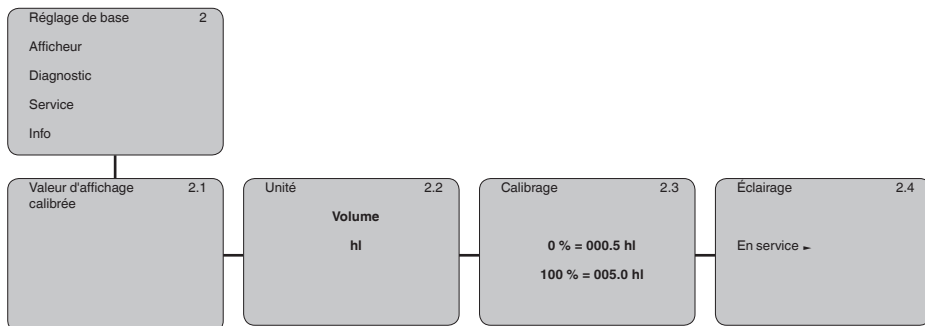 Réglage de base 2
Afficheur
Diagnostic
Service
Info
Valeur d'affichage 2.1
calibrée
Unité 2.2
Volume
hl
Calibrage 2.3
0 % = 000.5 hl
100 % = 005.0 hl
Éclairage 2.4
En service ►